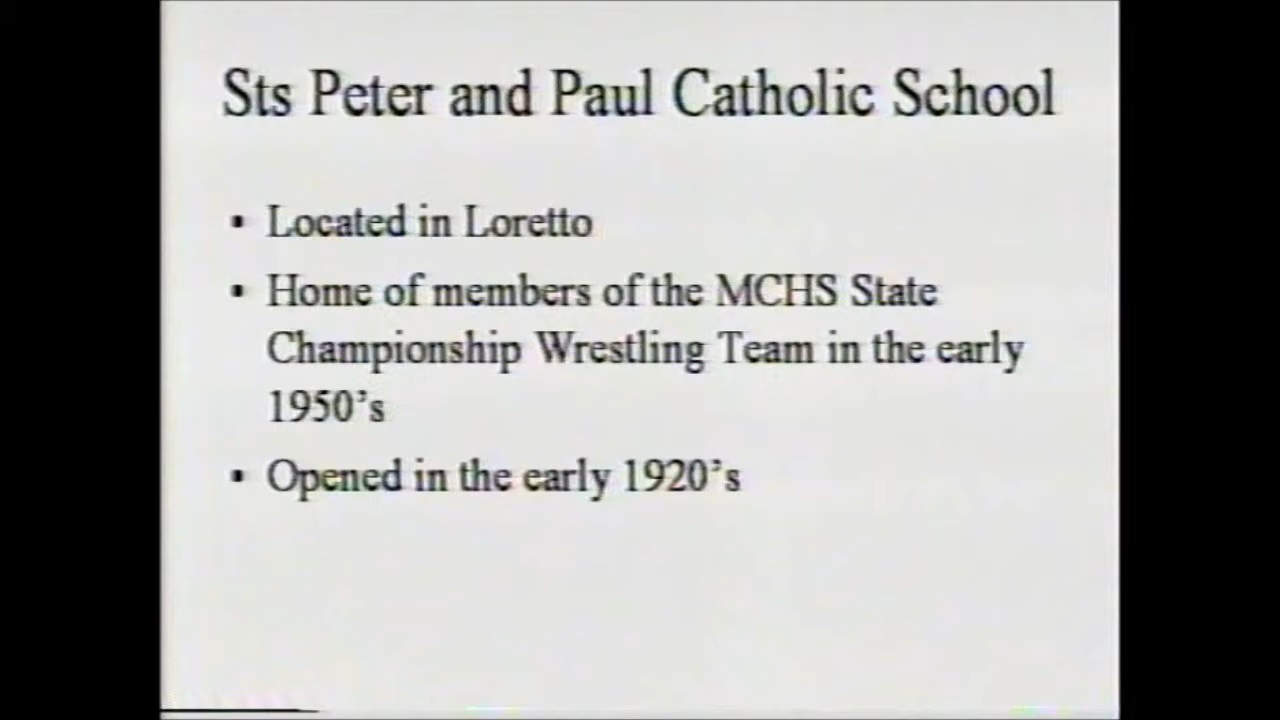 Sts Peter and Paul Catholic School
• Located in Loretto
• Home of members of the MCHS State
Championship Wrestling Team in the early
1950’s
• Opened in the early 1920’s